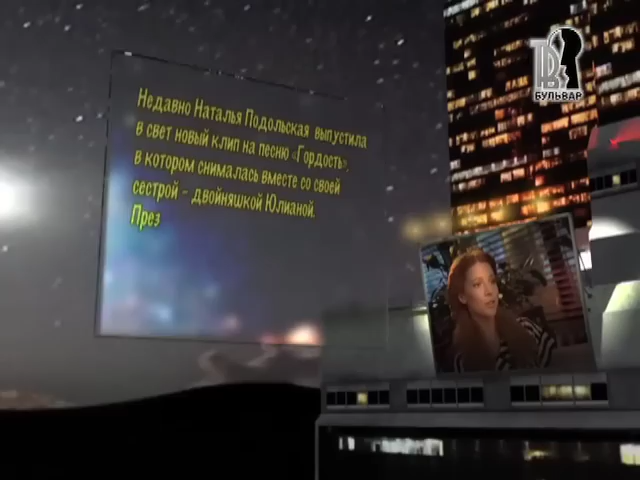 ТВ
БУЛЬВАР
Недавно Наталья Подольская выпустила
в свет новый клип на песню «Гордость»,
в котором снималась вместе со своей
сестрой - двойняшкой Юлианой.
През